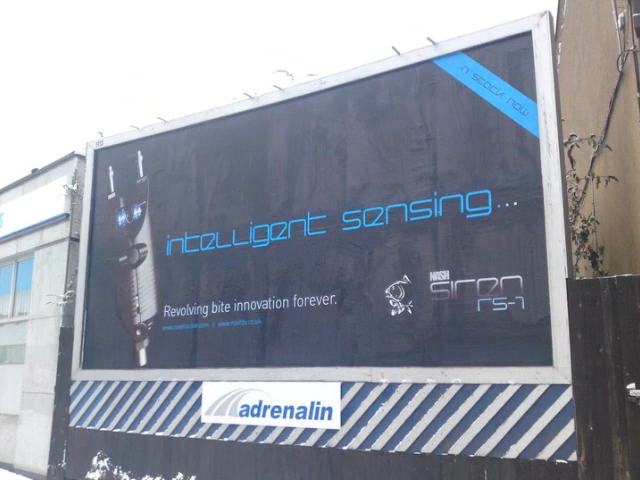 in stock now
intelligent sensing...
Revolving bite innovation forever.
NASH
siren
rs-1
adrenalin